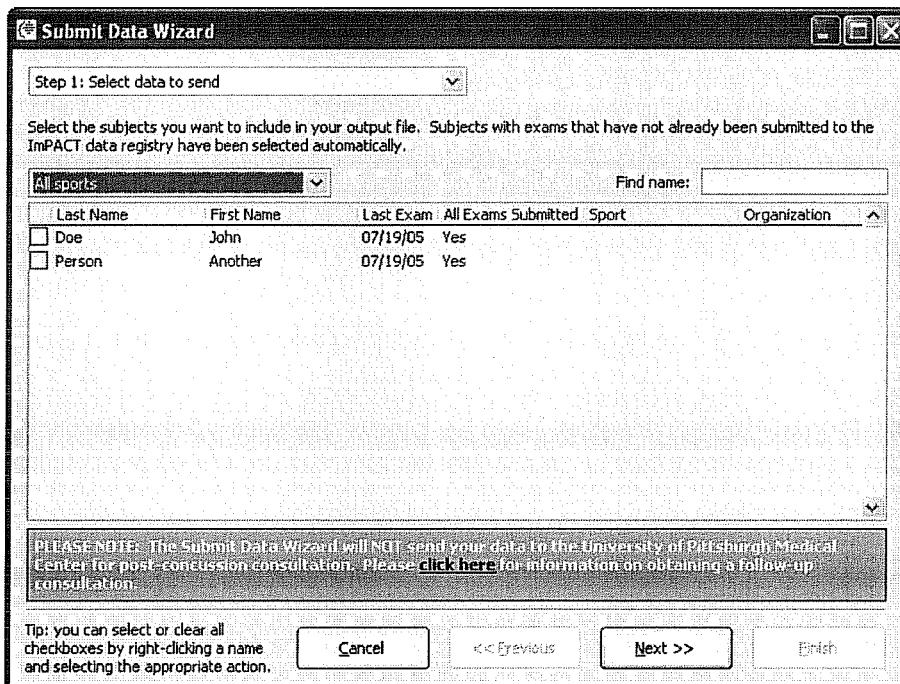 Submit Data Wizard
Step 1: Select data to send
Select the subjects you want to include in your output file. Subjects with exams that have not already been submitted to the
ImPACT data registry have been selected automatically.
All sports
Find name:
Last Name First Name Last Exam All Exams Submitted Sport Organization
Doe John 07/19/05 Yes
Person Another 07/19/05 Yes
PLEASE NOTE: The Submit Data Wizard will NOT send your data to the University of Pittsburgh Medical
Center for post-concussion consultation. Please click here for information on obtaining a follow-up
consultation.
Tip: you can select or clear all
checkboxes by right-clicking a name
and selecting the appropriate action.
Cancel << Previous Next >> Finish